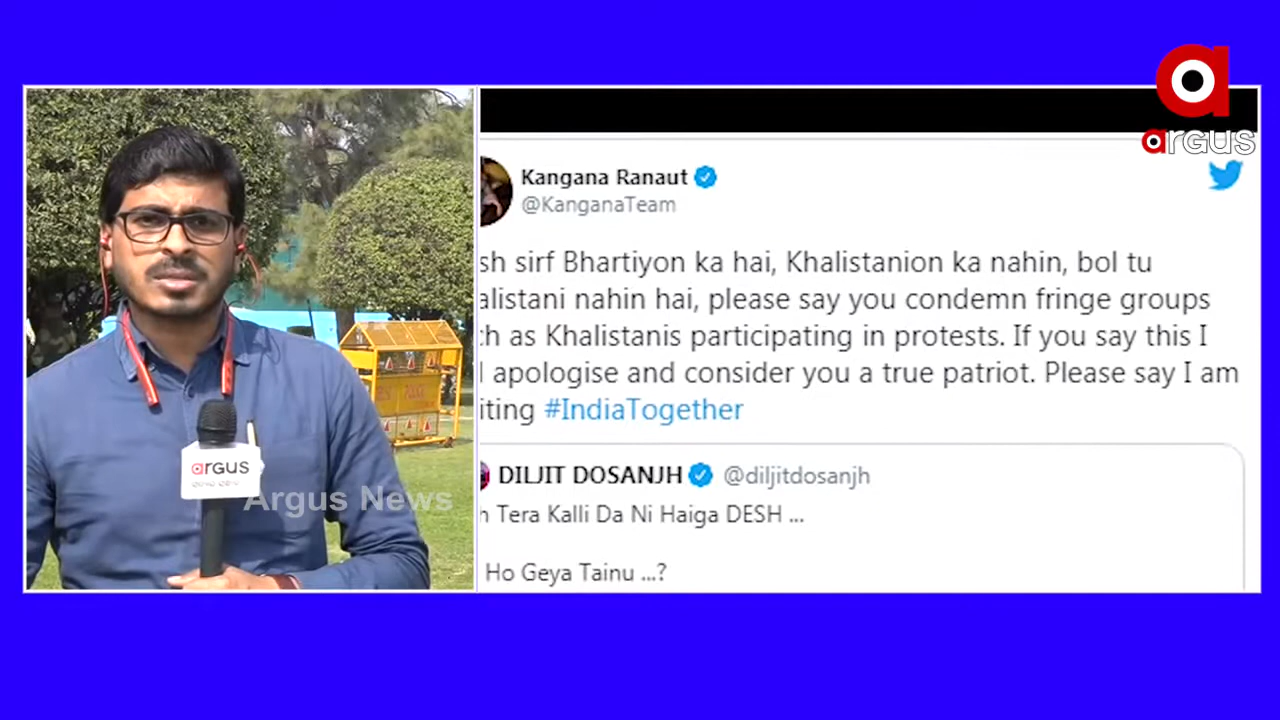 argus
Kangana Ranaut
@KanganaTeam
sh sirf Bhartiyon ka hai, Khalistanion ka nahin, bol tu
alistani nahin hai, please say you condemn fringe groups
ch as Khalistanis participating in protests. If you say this I
l apologise and consider you a true patriot. Please say I am
iting #IndiaTogether
DILJIT DOSANJH @diljitdosanjh
h Tera Kalli Da Ni Haiga DESH ...
Ho Geya Tainu ...?
argus
Argus News